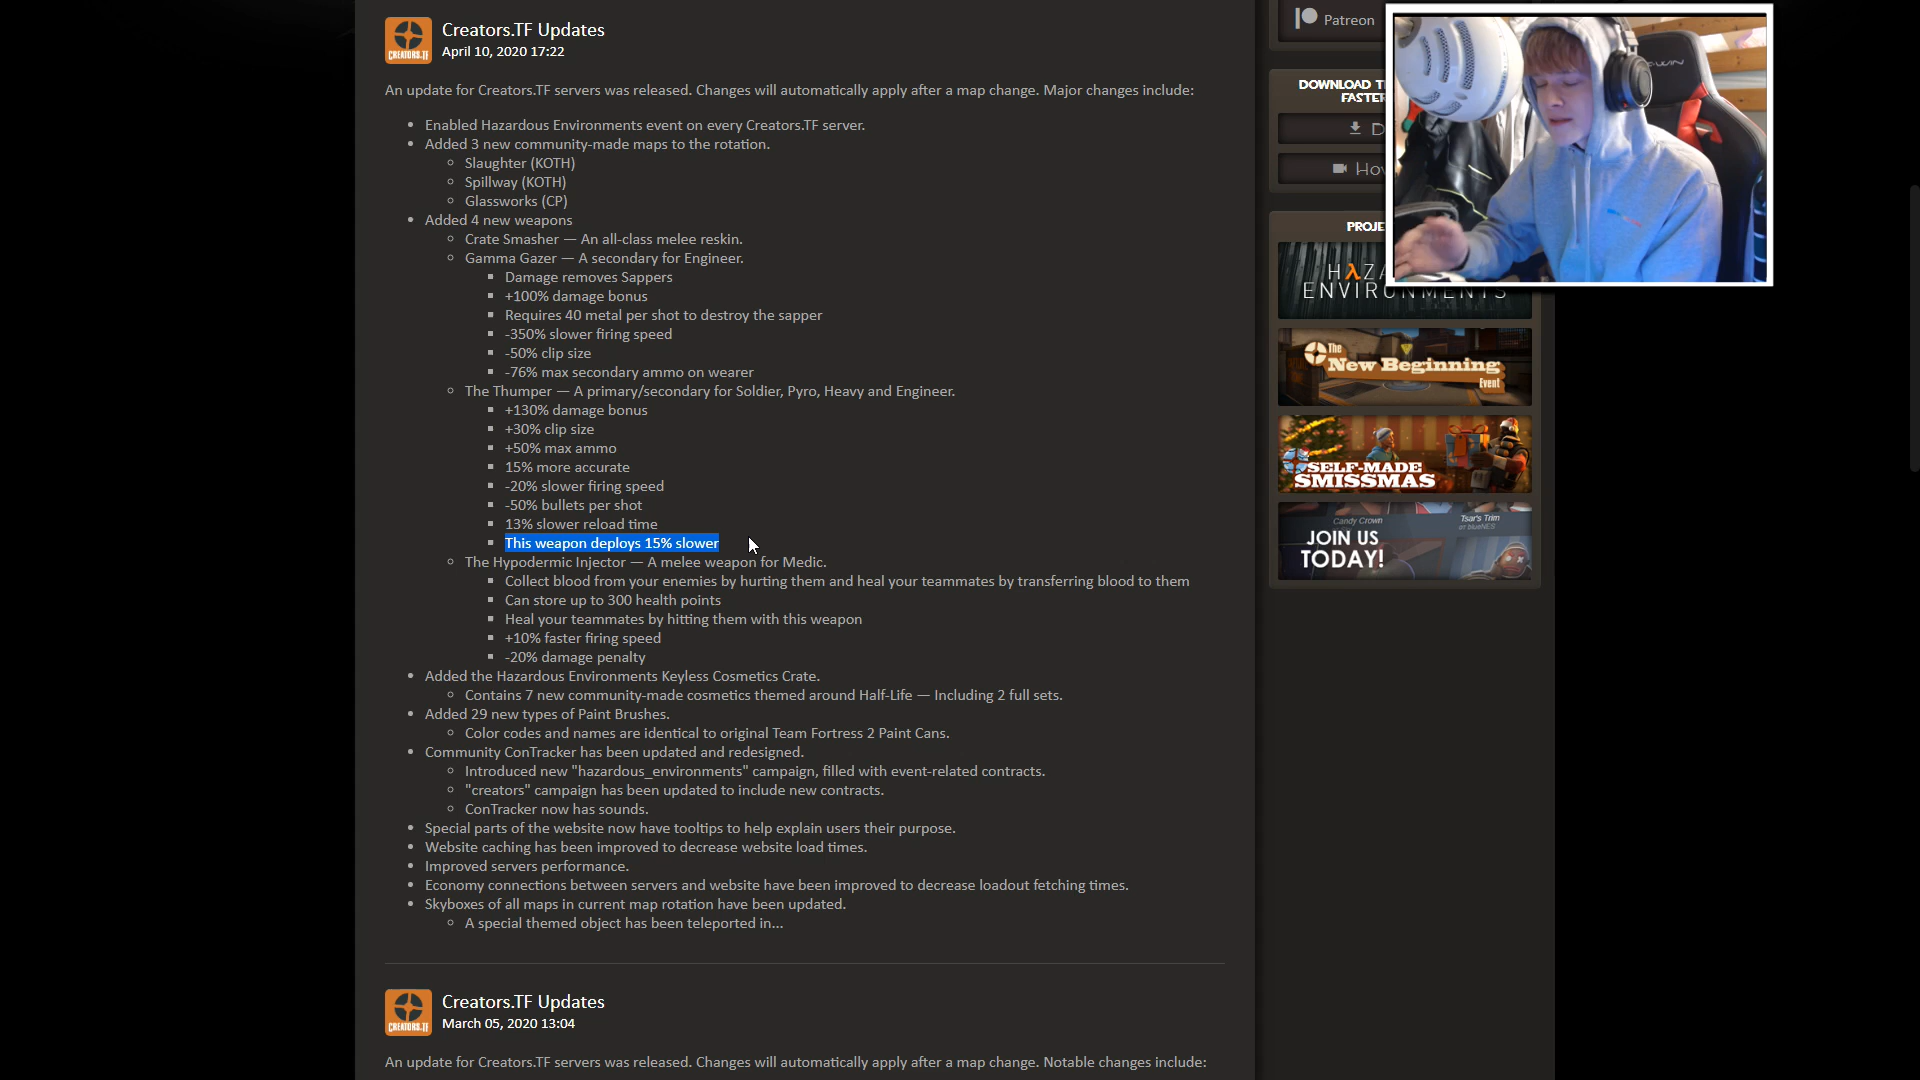 Creators.TF Updates
April 10, 2020 17:22
CREATORS.TF
An update for Creators.TF servers was released. Changes will automatically apply after a map change. Major changes include:
Enabled Hazardous Environments event on every Creators.TF server.
Added 3 new community-made maps to the rotation.
Slaughter (KOTH)
Spillway (KOTH)
Glassworks (CP)
Added 4 new weapons
Crate Smasher — An all-class melee reskin.
Gamma Gazer — A secondary for Engineer.
Damage removes Sappers
+100% damage bonus
Requires 40 metal per shot to destroy the sapper
-350% slower firing speed
-50% clip size
-76% max secondary ammo on wearer
The Thumper — A primary/secondary for Soldier, Pyro, Heavy and Engineer.
+130% damage bonus
+30% clip size
+50% max ammo
15% more accurate
-20% slower firing speed
-50% bullets per shot
13% slower reload time
This weapon deploys 15% slower
The Hypodermic Injector — A melee weapon for Medic.
Collect blood from your enemies by hurting them and heal your teammates by transferring blood to them
Can store up to 300 health points
Heal your teammates by hitting them with this weapon
+10% faster firing speed
-20% damage penalty
Added the Hazardous Environments Keyless Cosmetics Crate.
Contains 7 new community-made cosmetics themed around Half-Life — Including 2 full sets.
Added 29 new types of Paint Brushes.
Color codes and names are identical to original Team Fortress 2 Paint Cans.
Community ConTracker has been updated and redesigned.
Introduced new "hazardous_environments" campaign, filled with event-related contracts.
"creators" campaign has been updated to include new contracts.
ConTracker now has sounds.
Special parts of the website now have tooltips to help explain users their purpose.
Website caching has been improved to decrease website load times.
Improved servers performance.
Economy connections between servers and website have been improved to decrease loadout fetching times.
Skyboxes of all maps in current map rotation have been updated.
A special themed object has been teleported in...
Creators.TF Updates
March 05, 2020 13:04
CREATORS.TF
An update for Creators.TF servers was released. Changes will automatically apply after a map change. Notable changes include:
Patreon
DOWNLOAD
FASTER
PROJE
HλZA
ENVIRONMENTS
The
New Beginning
Event
SELF-MADE
SMISSMAS
Candy Crown
Tsar's Trim
JOIN US
TODAY!